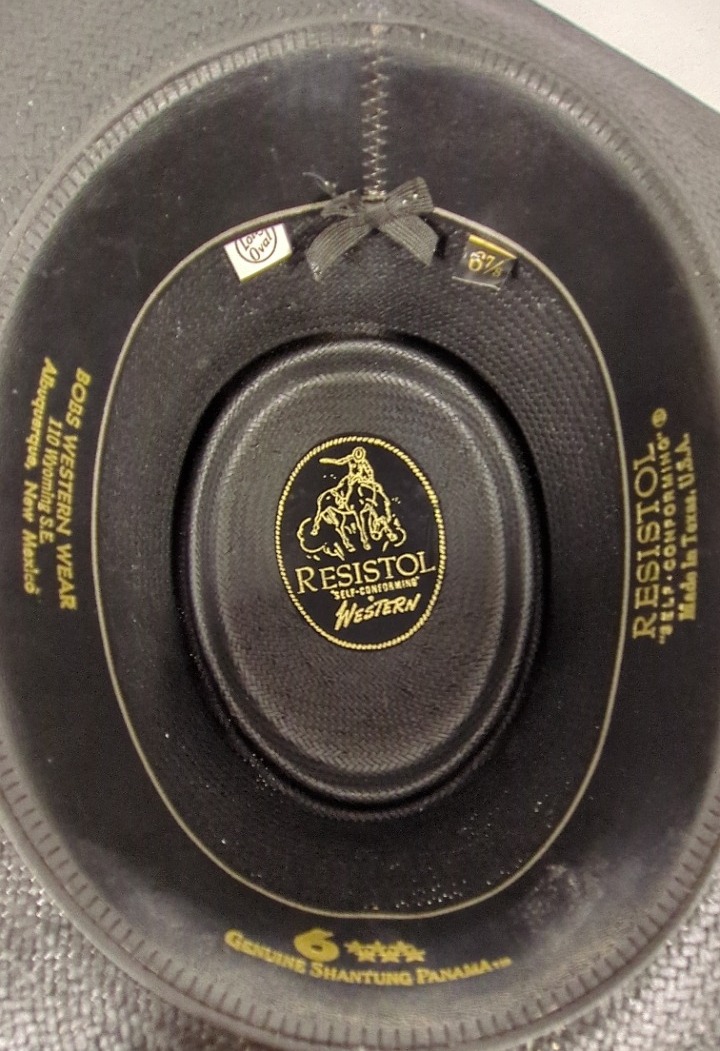 Long
Oval
6⅞
BOBS WESTERN WEAR
110 Wyoming S.E.
Albuquerque, New Mexico
RESISTOL
"SELF-CONFORMING"
WESTERN
RESISTOL ®
"SELF-CONFORMING"
Made in Texas, U.S.A.
6
GENUINE SHANTUNG PANAMA™